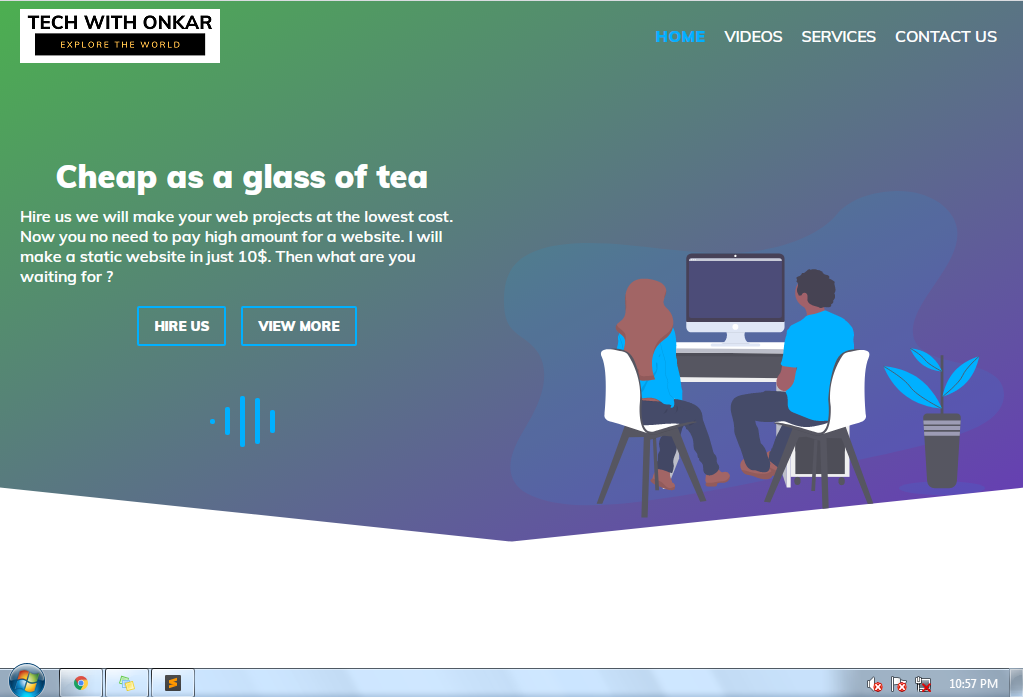 TECH WITH ONKAR
EXPLORE THE WORLD
HOME VIDEOS SERVICES CONTACT US
Cheap as a glass of tea
Hire us we will make your web projects at the lowest cost.
Now you no need to pay high amount for a website. I will
make a static website in just 10$. Then what are you
waiting for ?
HIRE US VIEW MORE
10:57 PM